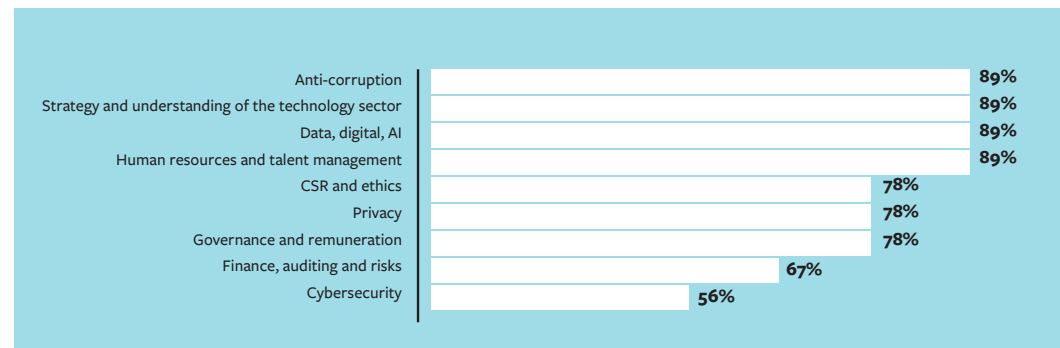 Anti-corruption 89%
Strategy and understanding of the technology sector 89%
Data, digital, AI 89%
Human resources and talent management 89%
CSR and ethics 78%
Privacy 78%
Governance and remuneration 78%
Finance, auditing and risks 67%
Cybersecurity 56%